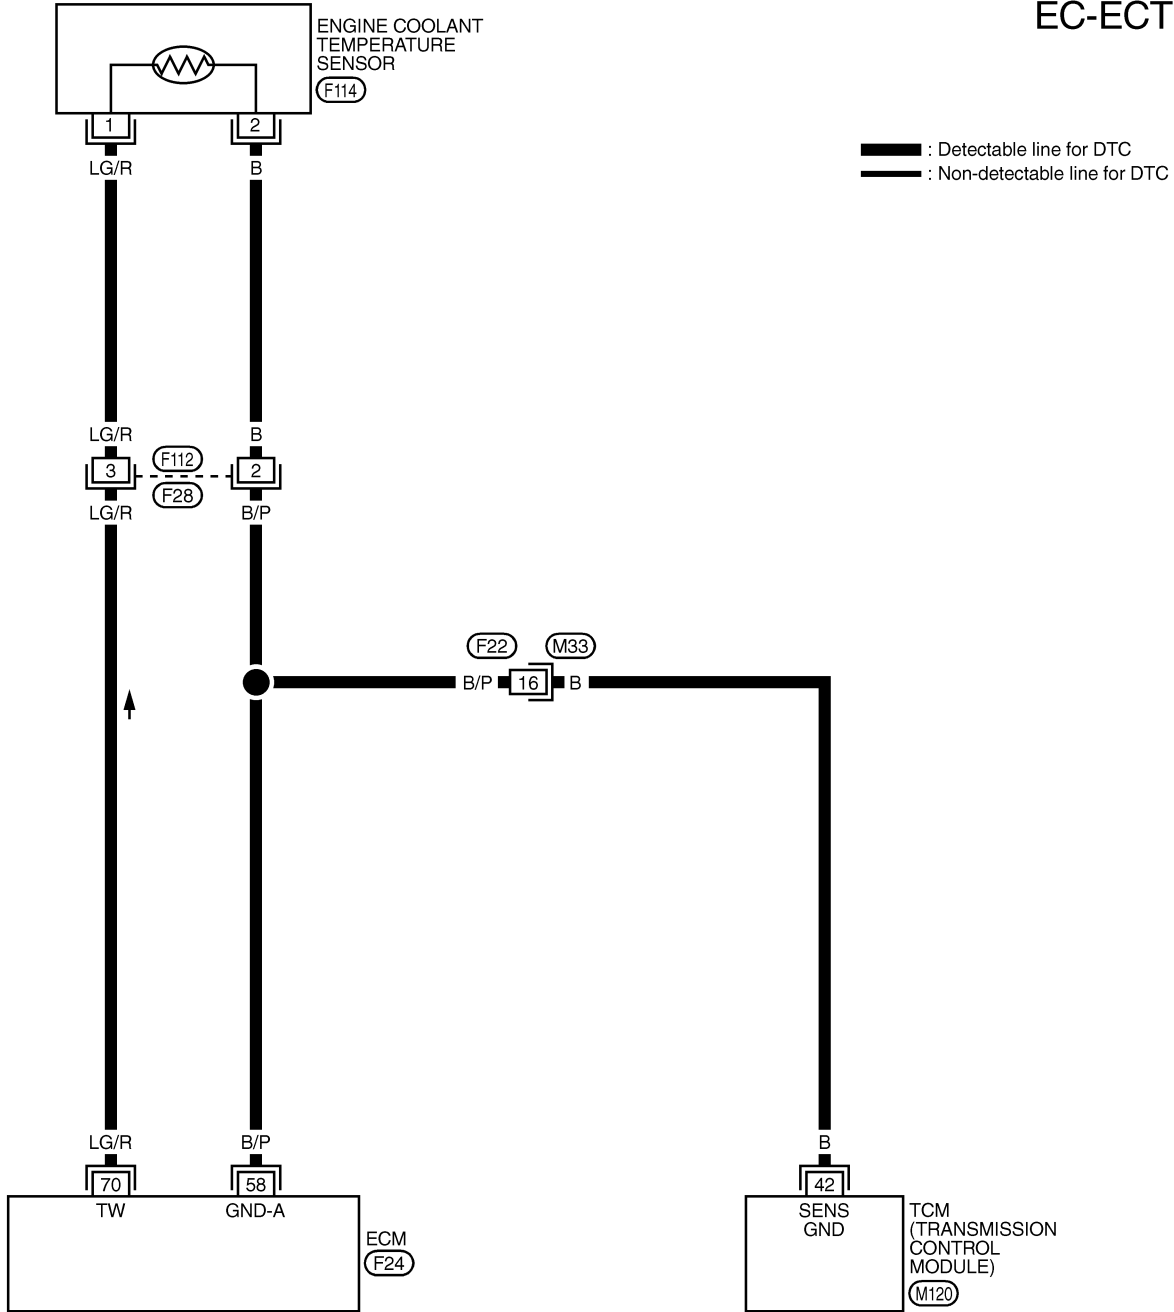 EC-ECT
ENGINE COOLANT
TEMPERATURE
SENSOR
F114
1
2
LG/R
B
: Detectable line for DTC
: Non-detectable line for DTC
LG/R
B
3
F112
2
F28
LG/R
B/P
F22
M33
B/P
16
B
LG/R
B/P
B
70
58
42
TW
GND-A
SENS
GND
ECM
F24
TCM
(TRANSMISSION
CONTROL
MODULE)
M120